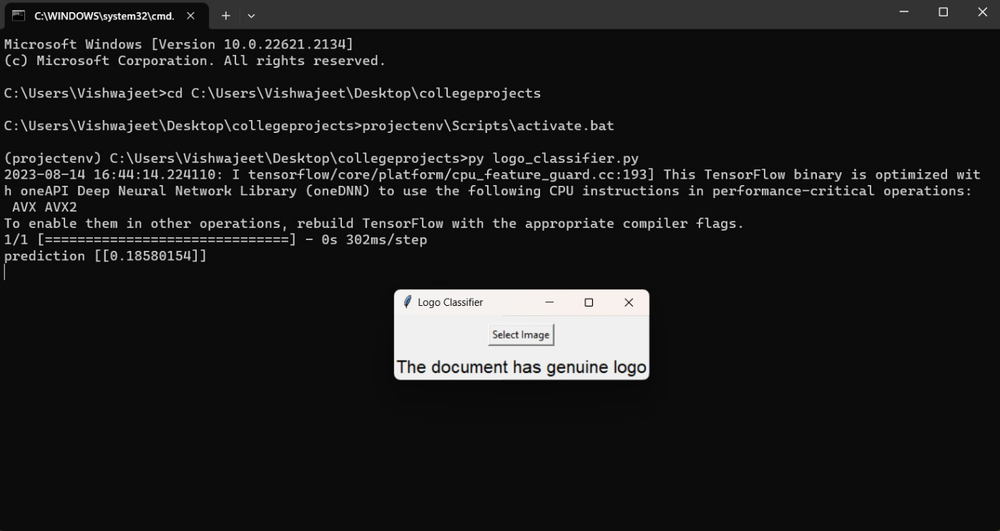 C:\WINDOWS\system32\cmd.
Microsoft Windows [Version 10.0.22621.2134]
(c) Microsoft Corporation. All rights reserved.
C:\Users\Vishwajeet>cd C:\Users\Vishwajeet\Desktop\collegeprojects
C:\Users\Vishwajeet\Desktop\collegeprojects>projectenv\Scripts\activate.bat
(projectenv) C:\Users\Vishwajeet\Desktop\collegeprojects>py logo_classifier.py
2023-08-14 16:44:14.224110: I tensorflow/core/platform/cpu_feature_guard.cc:193] This TensorFlow binary is optimized wit
h oneAPI Deep Neural Network Library (oneDNN) to use the following CPU instructions in performance-critical operations:
AVX AVX2
To enable them in other operations, rebuild TensorFlow with the appropriate compiler flags.
1/1 [==============================] - 0s 302ms/step
prediction [[0.18580154]]
Logo Classifier
Select Image
The document has genuine logo